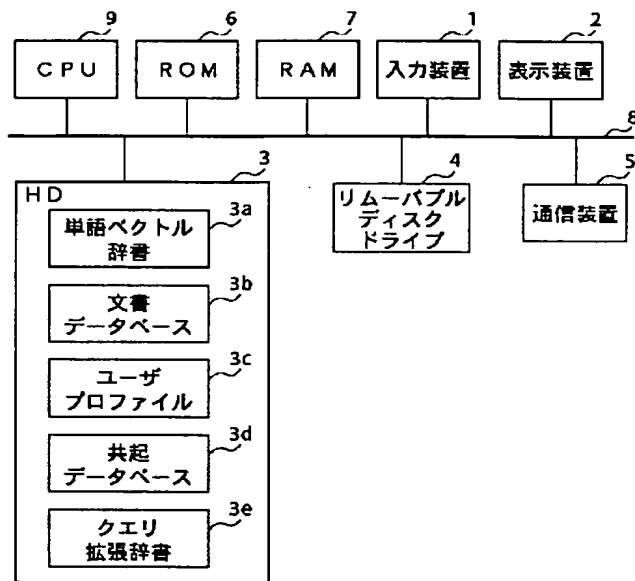 9
6
7
1
2
CPU
ROM
RAM
入力装置
表示装置
8
3
4
5
HD
リムーバブル
ディスク
ドライブ
通信装置
3a
単語ベクトル
辞書
3b
文書
データベース
3c
ユーザ
プロファイル
3d
共起
データベース
3e
クエリ
拡張辞書